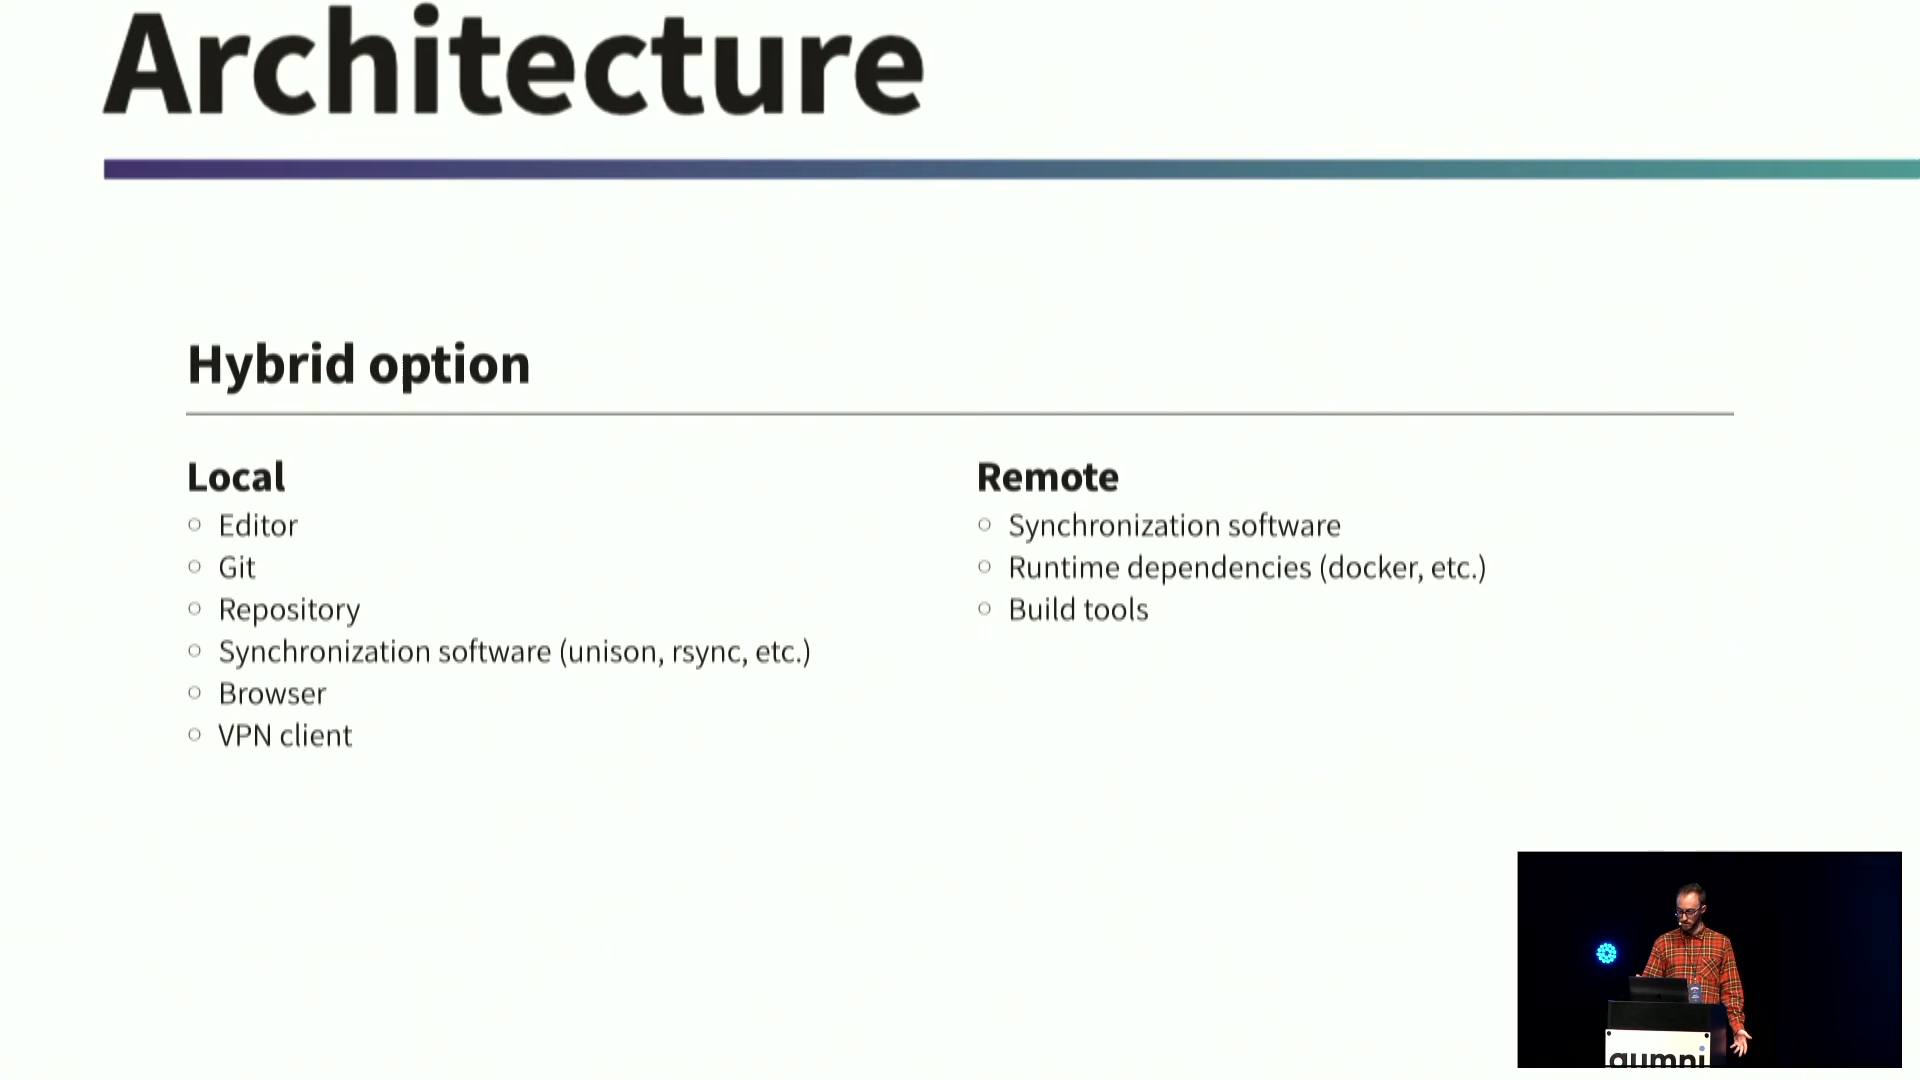 Architecture
Hybrid option
Local
Editor
Git
Repository
Synchronization software (unison, rsync, etc.)
Browser
VPN client
Remote
Synchronization software
Runtime dependencies (docker, etc.)
Build tools